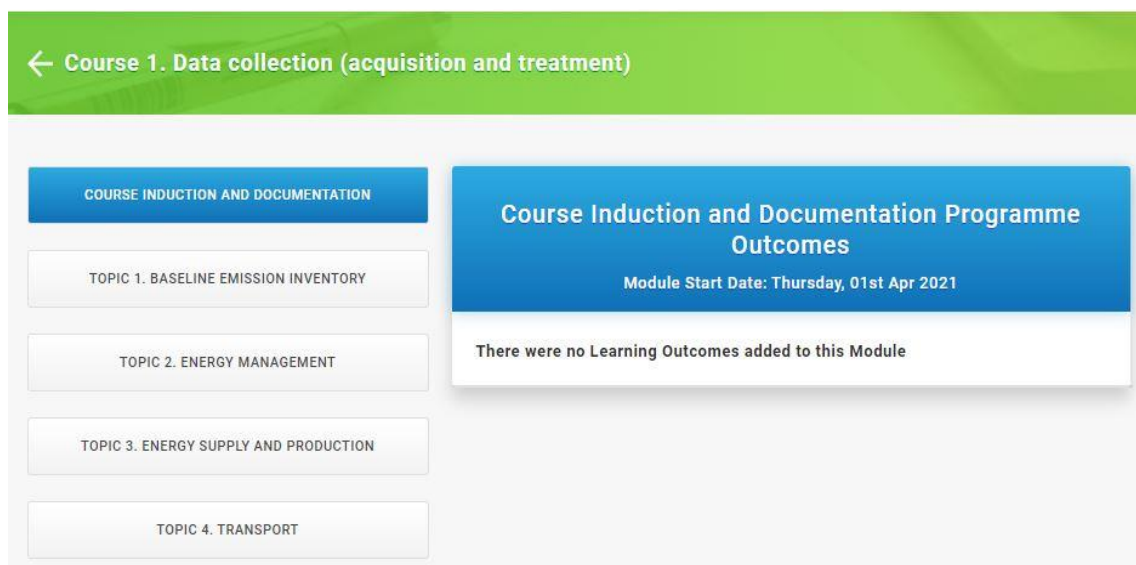 ← Course 1. Data collection (acquisition and treatment)
COURSE INDUCTION AND DOCUMENTATION
TOPIC 1. BASELINE EMISSION INVENTORY
TOPIC 2. ENERGY MANAGEMENT
TOPIC 3. ENERGY SUPPLY AND PRODUCTION
TOPIC 4. TRANSPORT
Course Induction and Documentation Programme
Outcomes
Module Start Date: Thursday, 01st Apr 2021
There were no Learning Outcomes added to this Module